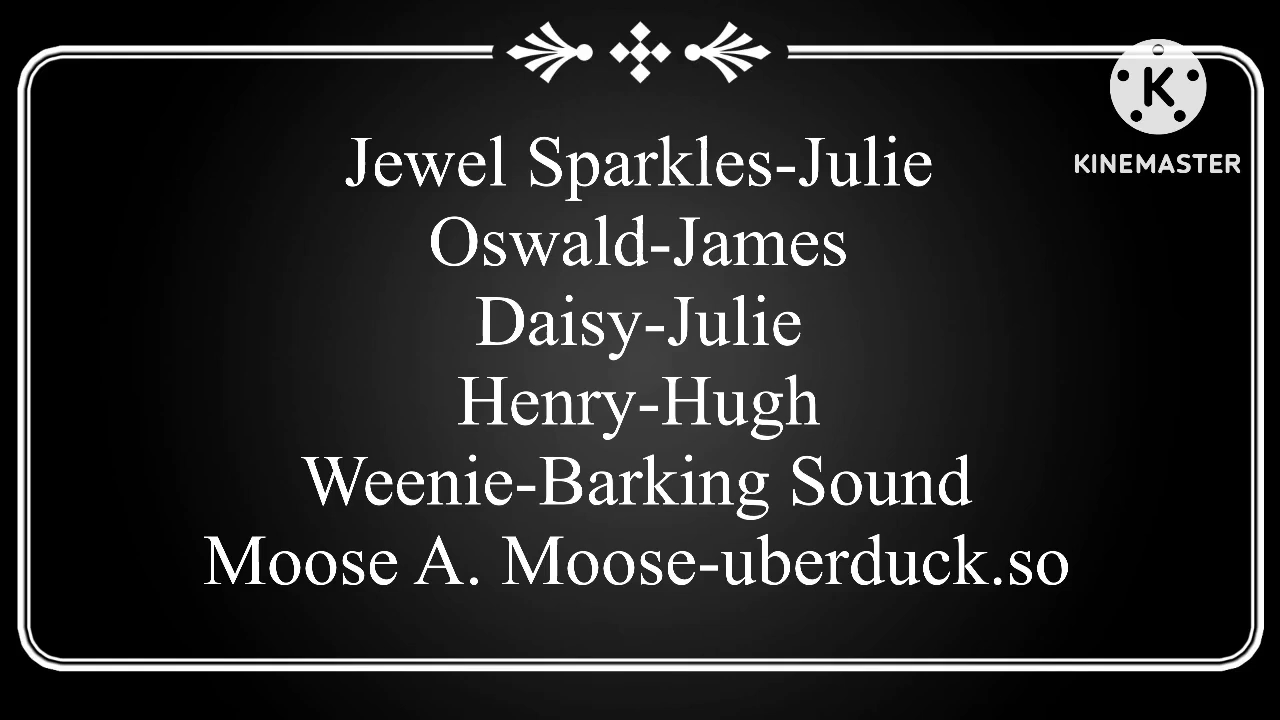 K
KINEMASTER
Jewel Sparkles-Julie
Oswald-James
Daisy-Julie
Henry-Hugh
Weenie-Barking Sound
Moose A. Moose-uberduck.so